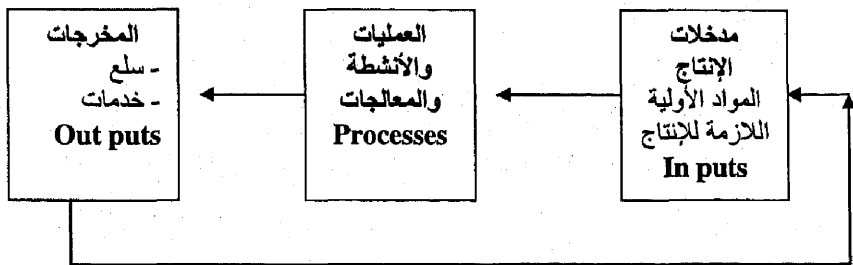 مدخلات
الإنتاج
المواد الأولية
اللازمة للإنتاج
In puts
العمليات
والأنشطة
والمعالجات
Processes
المخرجات
- سلع
- خدمات
Out puts